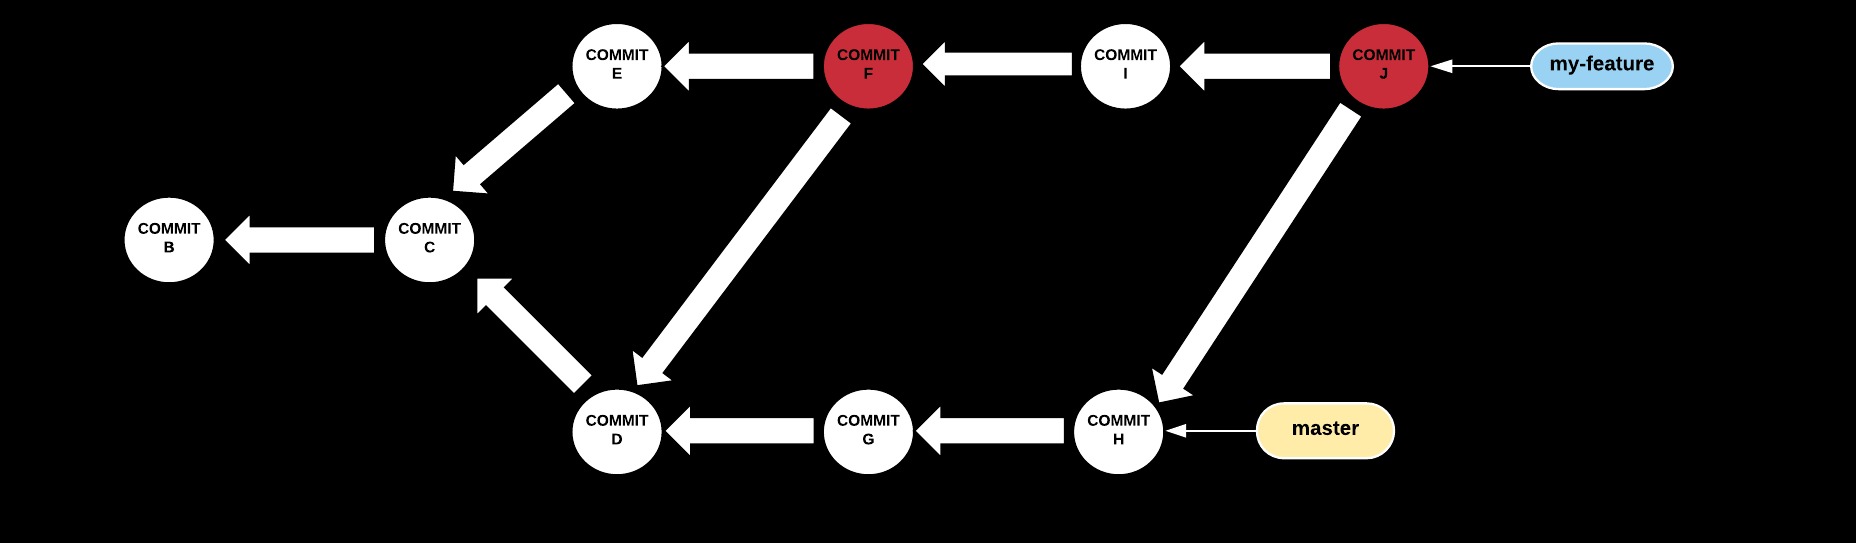 COMMIT
E
COMMIT
F
COMMIT
I
COMMIT
J
my-feature
COMMIT
B
COMMIT
C
COMMIT
D
COMMIT
G
COMMIT
H
master